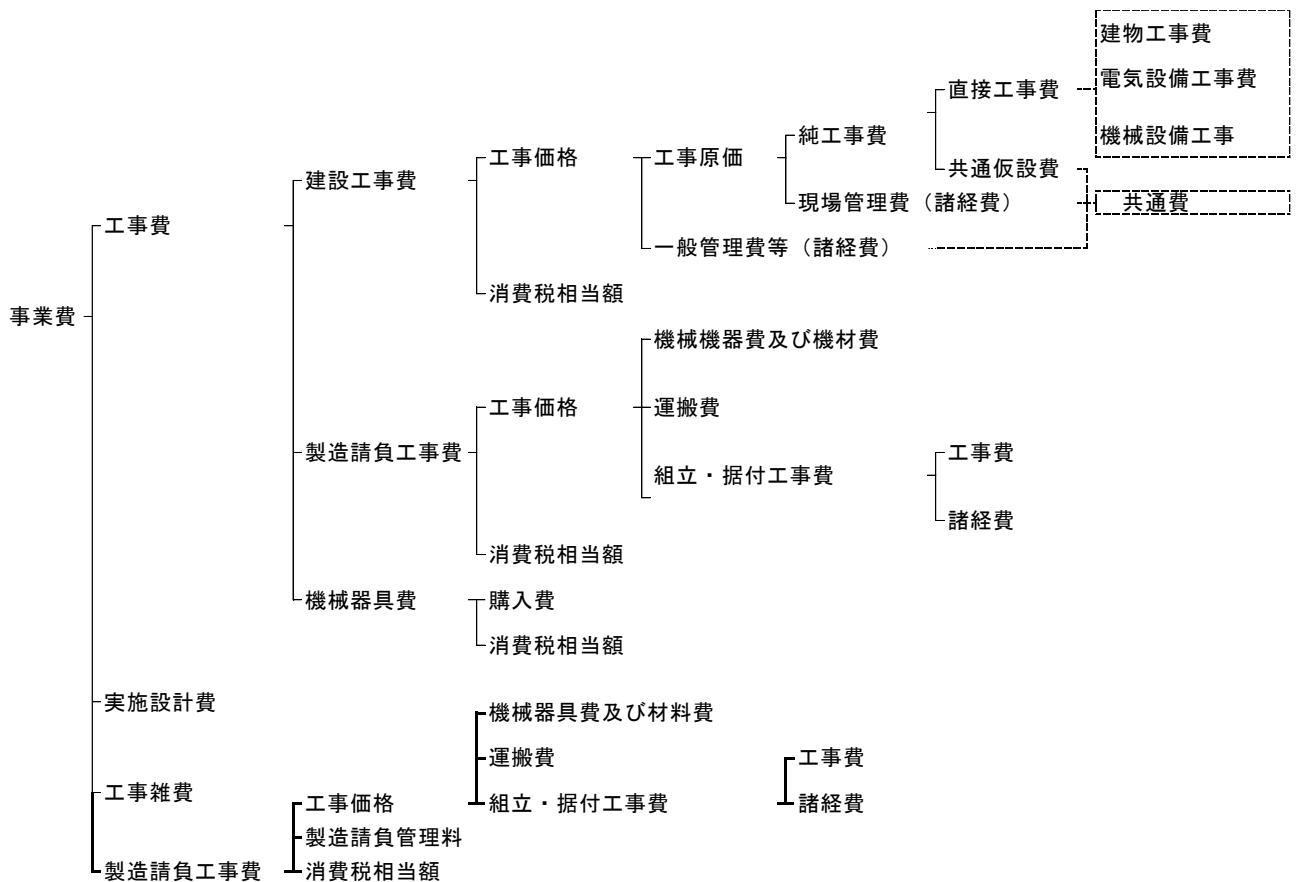 建物工事費
電気設備工事費
直接工事費
機械設備工事
純工事費
工事価格
工事原価
共通仮設費
建設工事費
現場管理費（諸経費）
共通費
工事費
一般管理費等（諸経費）
消費税相当額
事業費
機械機器費及び機材費
工事価格
運搬費
製造請負工事費
工事費
組立・据付工事費
諸経費
消費税相当額
機械器具費
購入費
消費税相当額
実施設計費
機械器具費及び材料費
運搬費
工事費
工事雑費
工事価格
組立・据付工事費
諸経費
製造請負管理料
製造請負工事費
消費税相当額